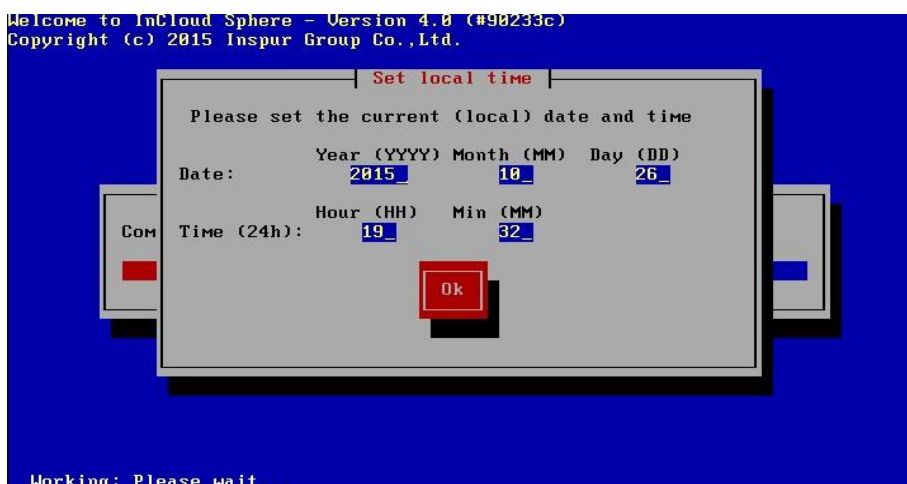 Welcome to InCloud Sphere - Version 4.0 (#90233c)
Copyright (c) 2015 Inspur Group Co.,Ltd.
Set local time
Please set the current (local) date and time
Year (YYYY) Month (MM) Day (DD)
Date: 2015_ 10_ 26_
Hour (HH) Min (MM)
Com Time (24h): 19_ 32_
Ok
Working: Please wait